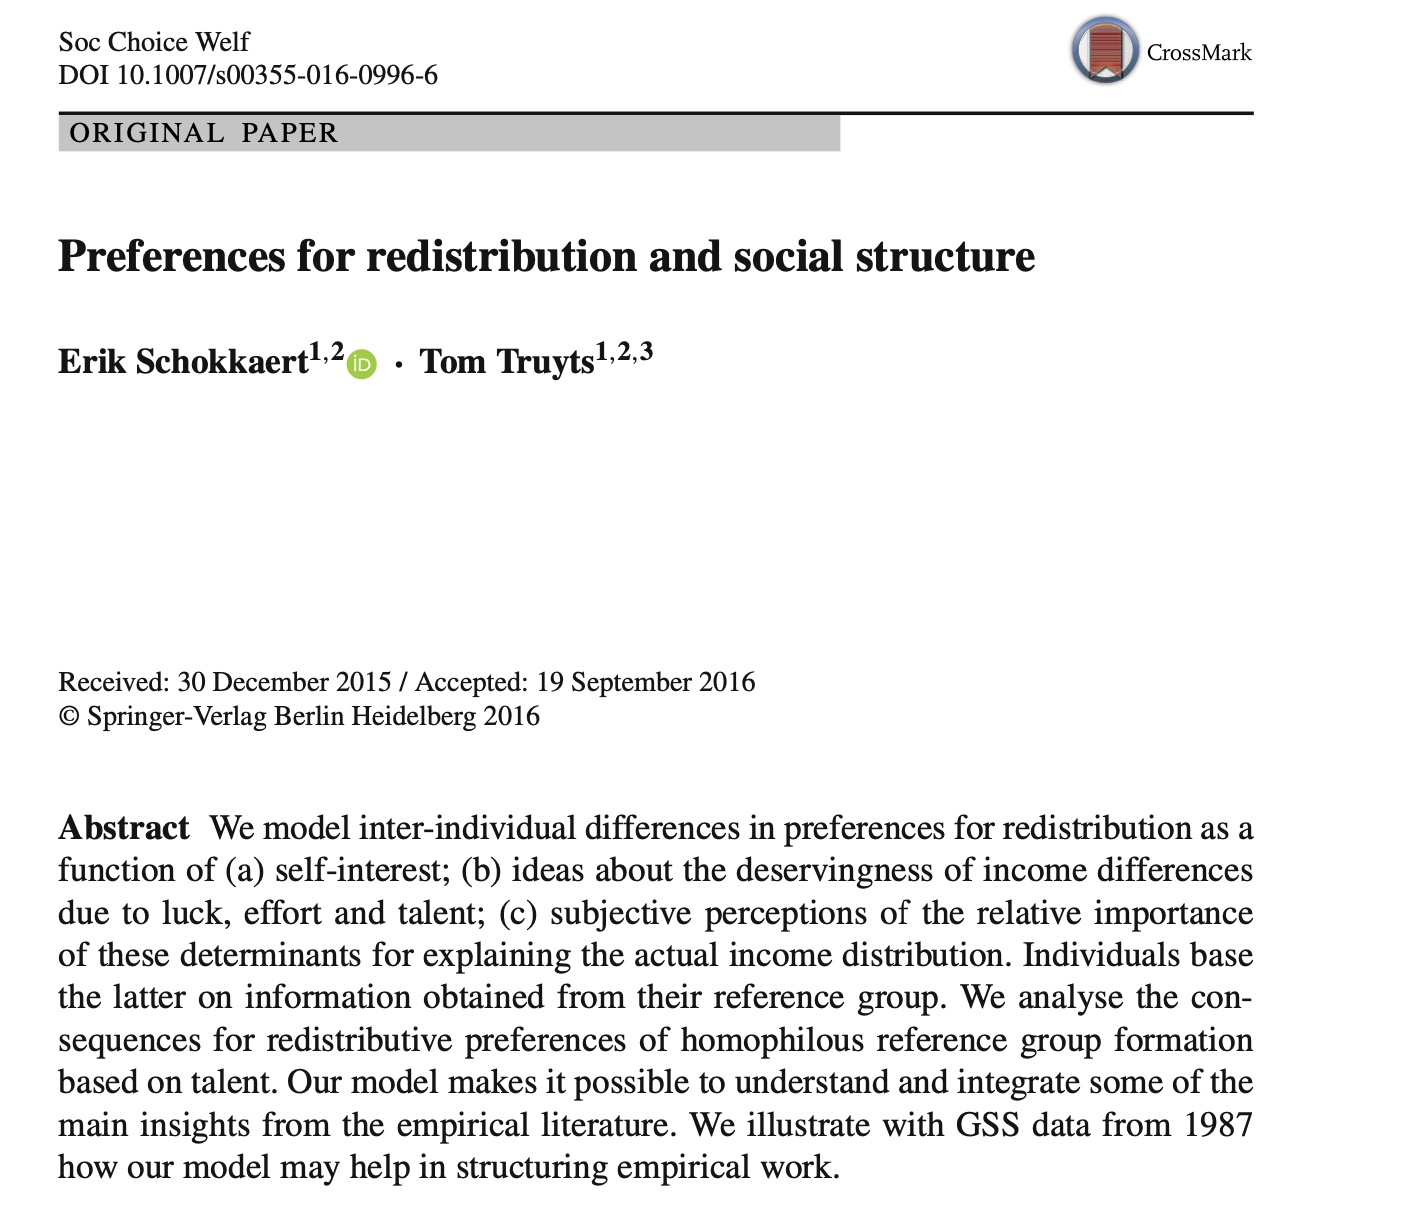 Soc Choice Welf
DOI 10.1007/s00355-016-0996-6
CrossMark
ORIGINAL PAPER
Preferences for redistribution and social structure
Erik Schokkaert1,2 iD · Tom Truyts1,2,3
Received: 30 December 2015 / Accepted: 19 September 2016
© Springer-Verlag Berlin Heidelberg 2016
Abstract We model inter-individual differences in preferences for redistribution as a
function of (a) self-interest; (b) ideas about the deservingness of income differences
due to luck, effort and talent; (c) subjective perceptions of the relative importance
of these determinants for explaining the actual income distribution. Individuals base
the latter on information obtained from their reference group. We analyse the con-
sequences for redistributive preferences of homophilous reference group formation
based on talent. Our model makes it possible to understand and integrate some of the
main insights from the empirical literature. We illustrate with GSS data from 1987
how our model may help in structuring empirical work.